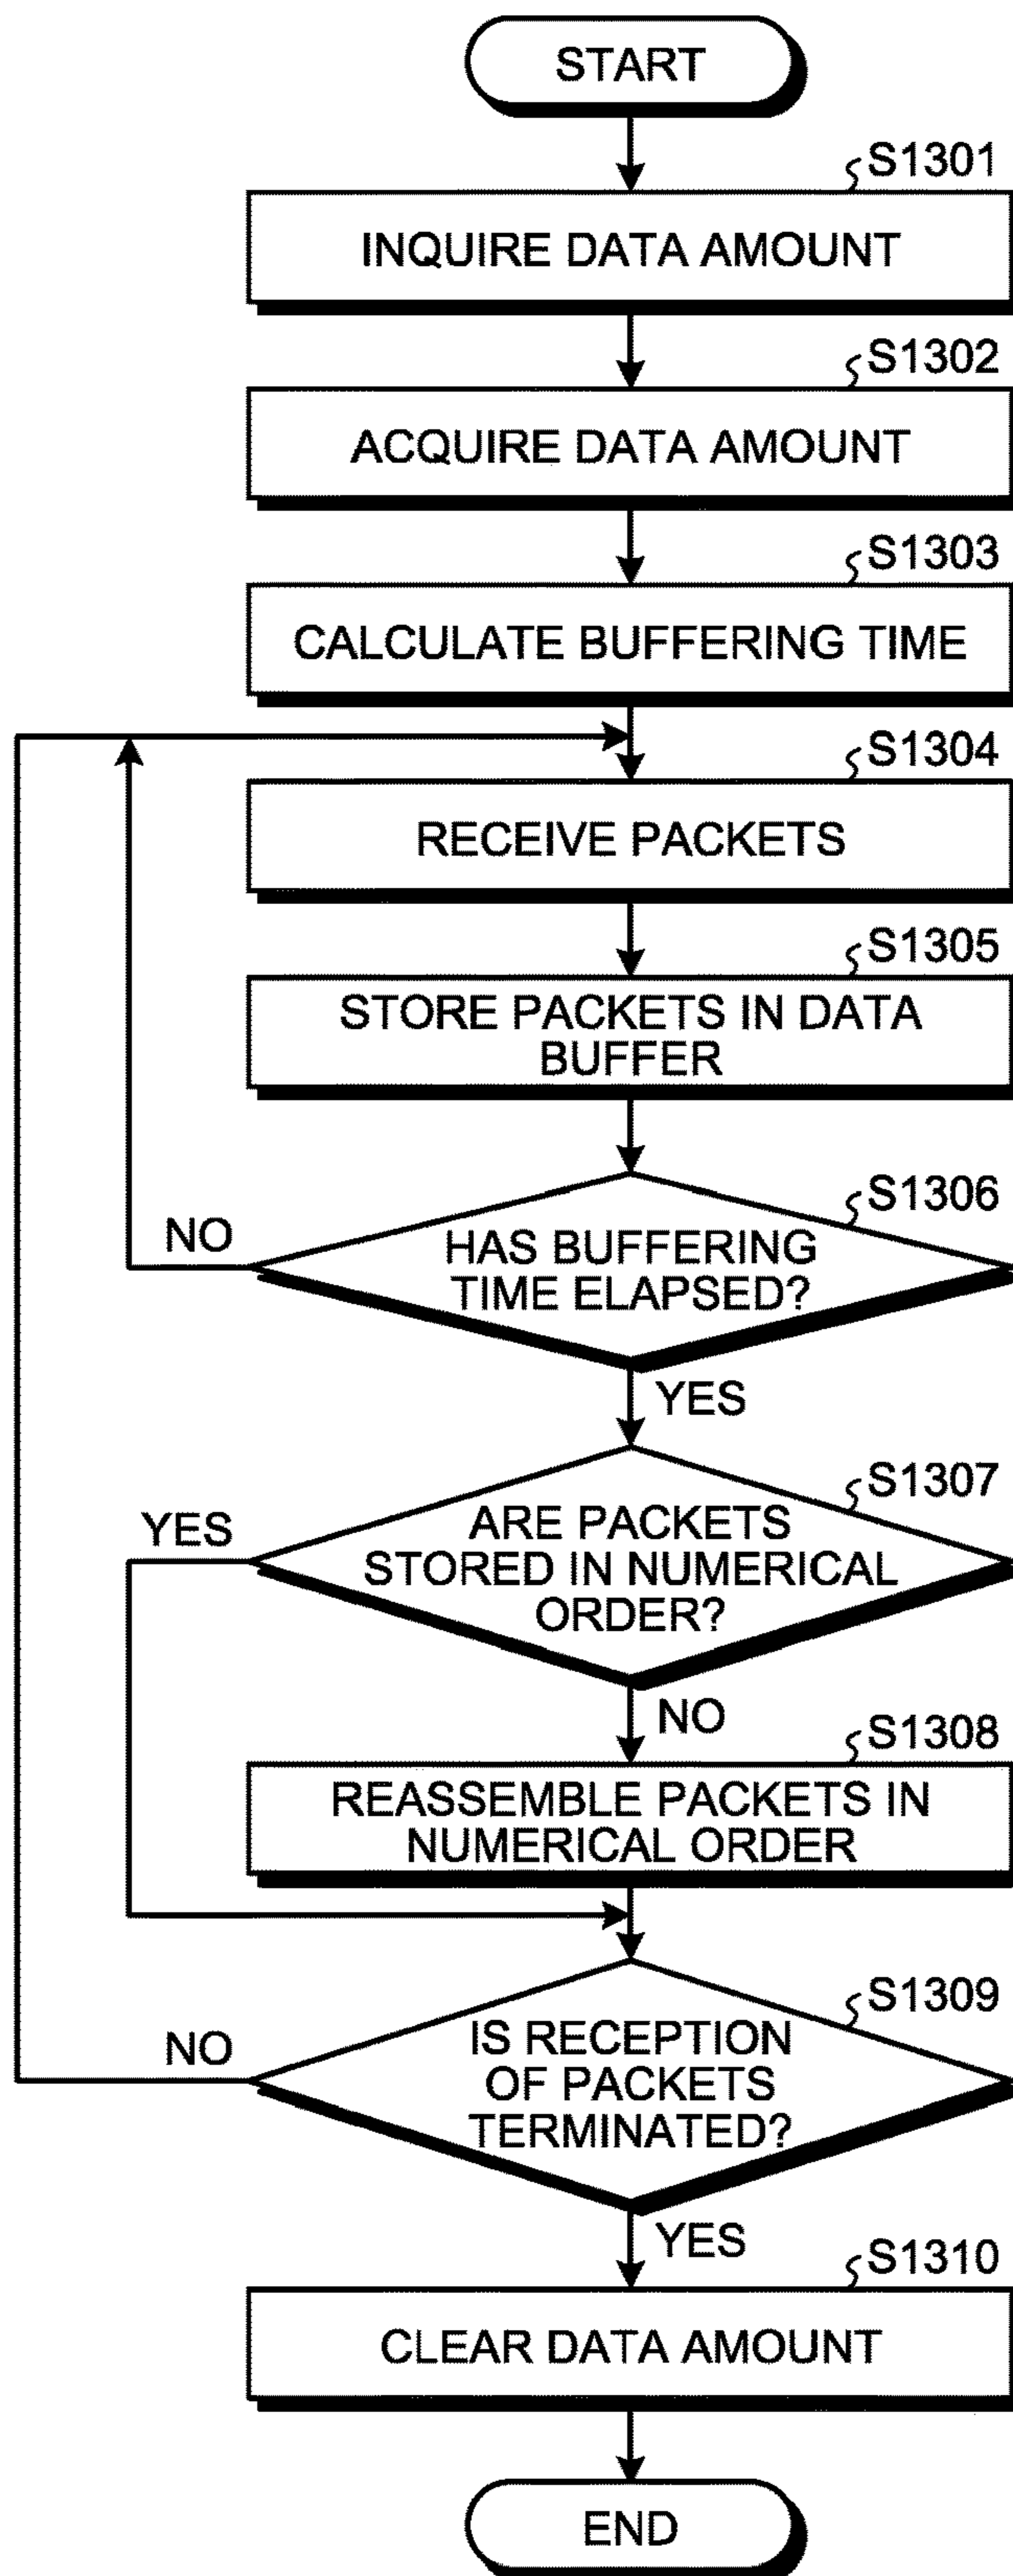 START
S1301
INQUIRE DATA AMOUNT
S1302
ACQUIRE DATA AMOUNT
S1303
CALCULATE BUFFERING TIME
S1304
RECEIVE PACKETS
S1305
STORE PACKETS IN DATA
BUFFER
S1306
NO
HAS BUFFERING
TIME ELAPSED?
YES
S1307
YES
ARE PACKETS
STORED IN NUMERICAL
ORDER?
NO
S1308
REASSEMBLE PACKETS IN
NUMERICAL ORDER
S1309
NO
IS RECEPTION
OF PACKETS
TERMINATED?
YES
S1310
CLEAR DATA AMOUNT
END